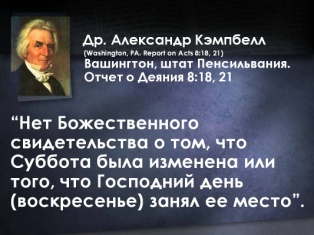 Др. Александр Кэмпбелл
(Washington, PA. Report on Acts 8:18, 21)
Вашингтон, штат Пенсильвания.
Отчет о Деяния 8:18, 21
“Нет Божественного
свидетельства о том, что
Суббота была изменена или
того, что Господний день
(воскресенье) занял ее место”.